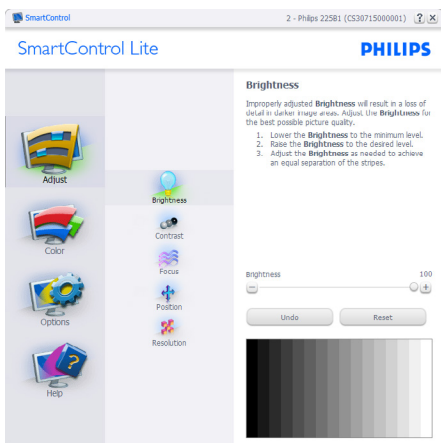 SmartControl
2 - Philips 225B1 (CS30715000001)
SmartControl Lite
PHILIPS
Adjust
Color
Options
Help
Brightness
Contrast
Focus
Position
Resolution
Brightness
Improperly adjusted Brightness will result in a loss of
detail in darker image areas. Adjust the Brightness for
the best possible picture quality.
1. Lower the Brightness to the minimum level.
2. Raise the Brightness to the desired level.
3. Adjust the Brightness as needed to achieve
an equal separation of the stripes.
Brightness 100
Undo Reset